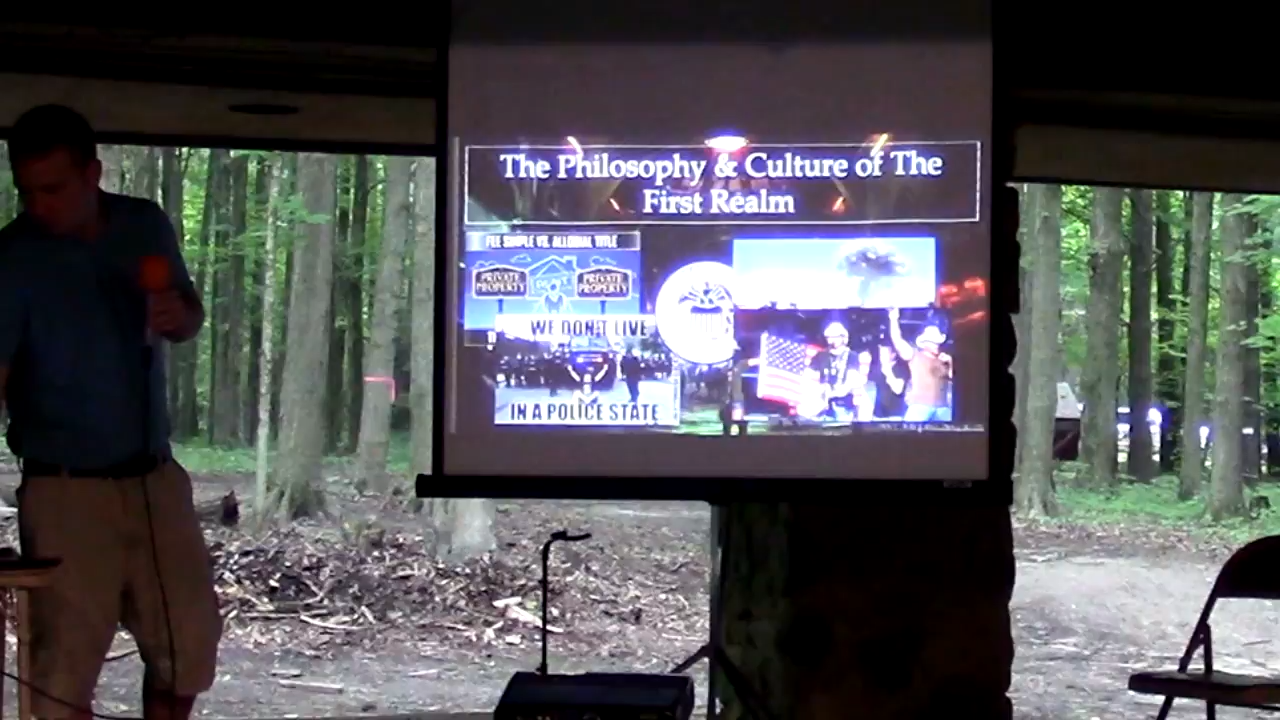 The Philosophy & Culture of The
First Realm
FEE SIMPLE VS. ALLODIAL TITLE
PRIVATE
PROPERTY
PRIVATE
PROPERTY
WE DON'T LIVE
IN A POLICE STATE